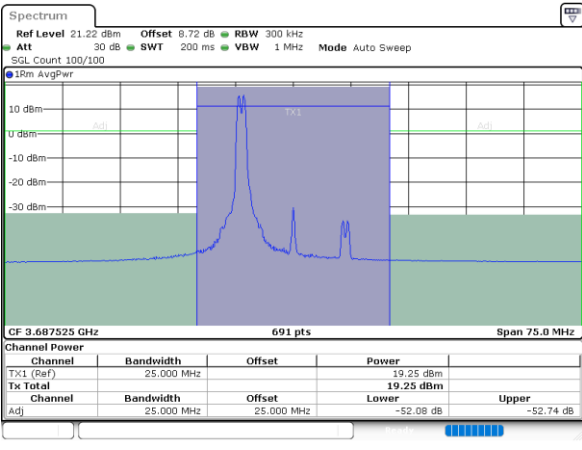 Spectrum
Ref Level 21.22 dBm Offset 8.72 dB RBW 300 kHz
Att 30 dB SWT 200 ms VBW 1 MHz Mode Auto Sweep
SGL Count 100/100
1Rm AvgPwr
10 dBm
TX1
Adj Adj
0 dBm
-10 dBm
-20 dBm
-30 dBm
CF 3.687525 GHz 691 pts Span 75.0 MHz
Channel Power
Channel Bandwidth Offset Power
TX1 (Ref) 25.000 MHz 19.25 dBm
Tx Total 19.25 dBm
Channel Bandwidth Offset Lower Upper
Adj 25.000 MHz 25.000 MHz -52.08 dB -52.74 dB